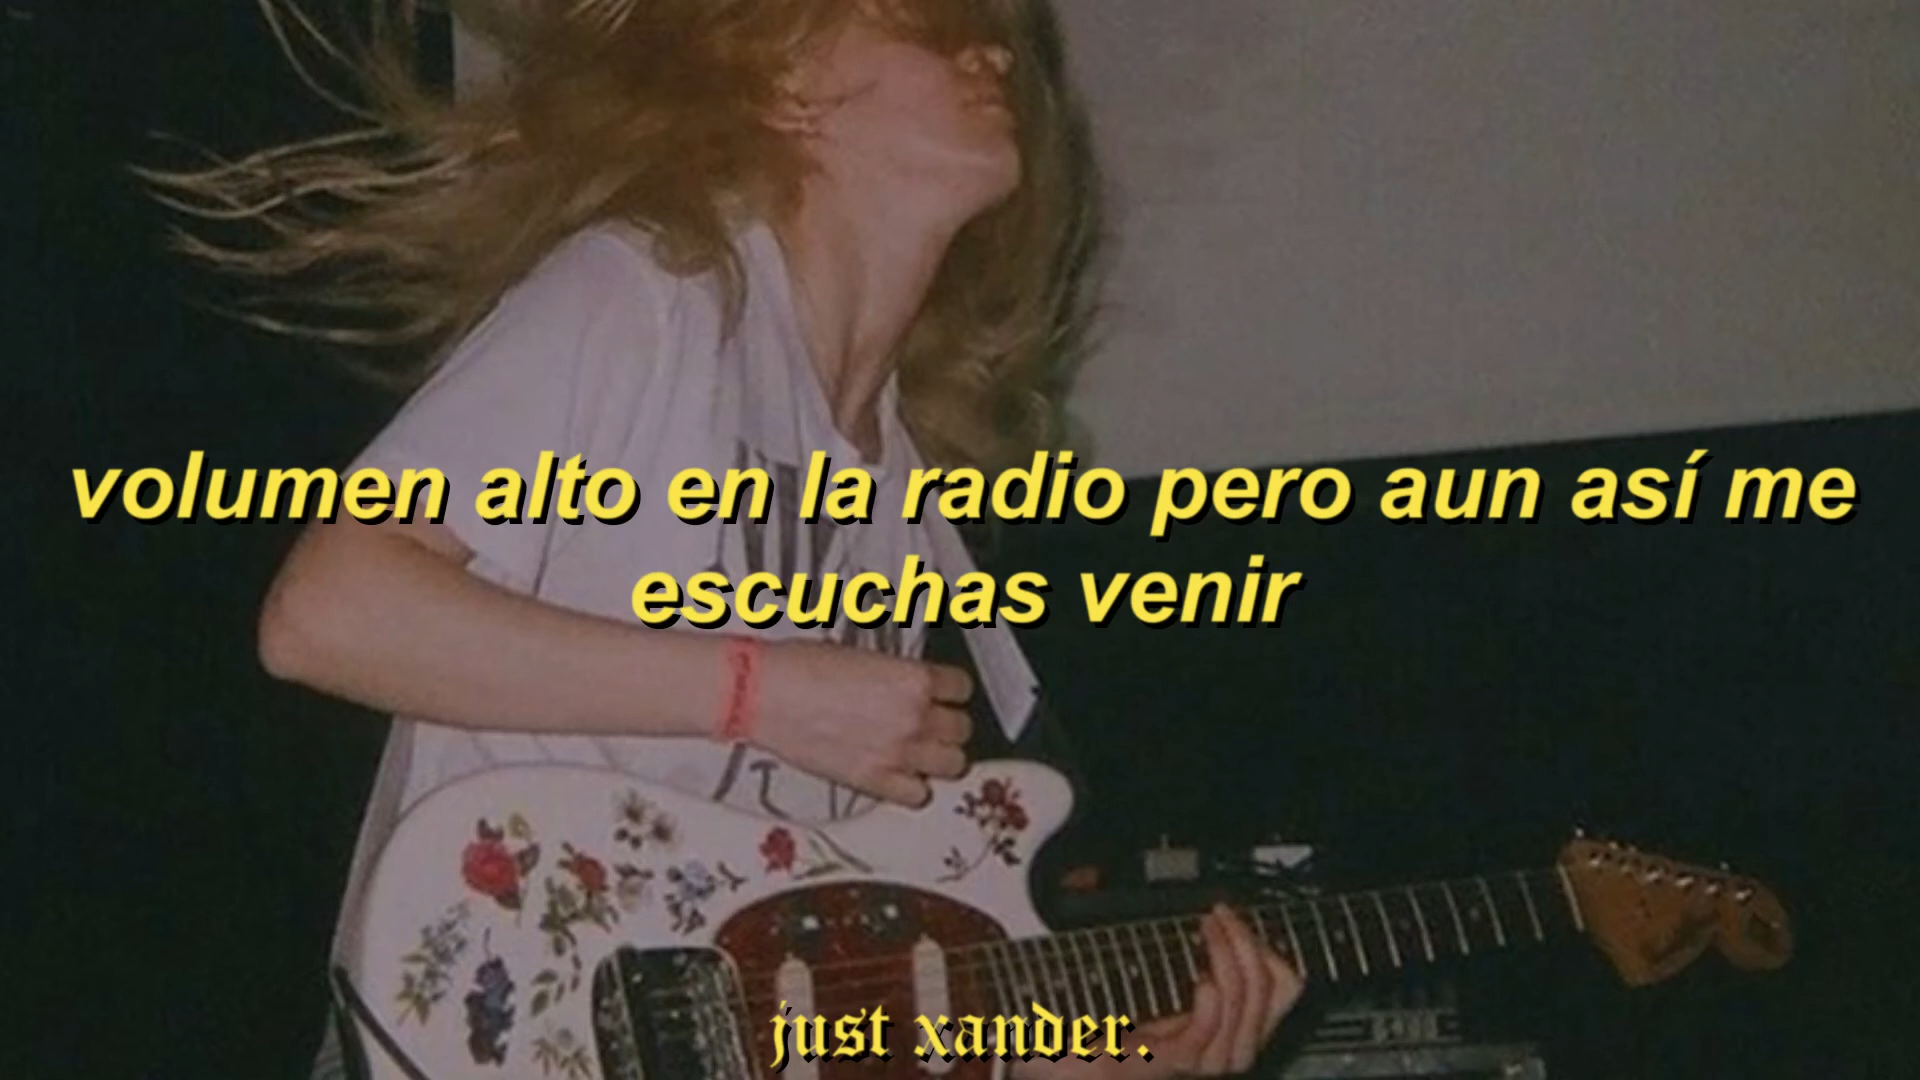 volumen alto en la radio pero aun así me
escuchas venir
just xander.